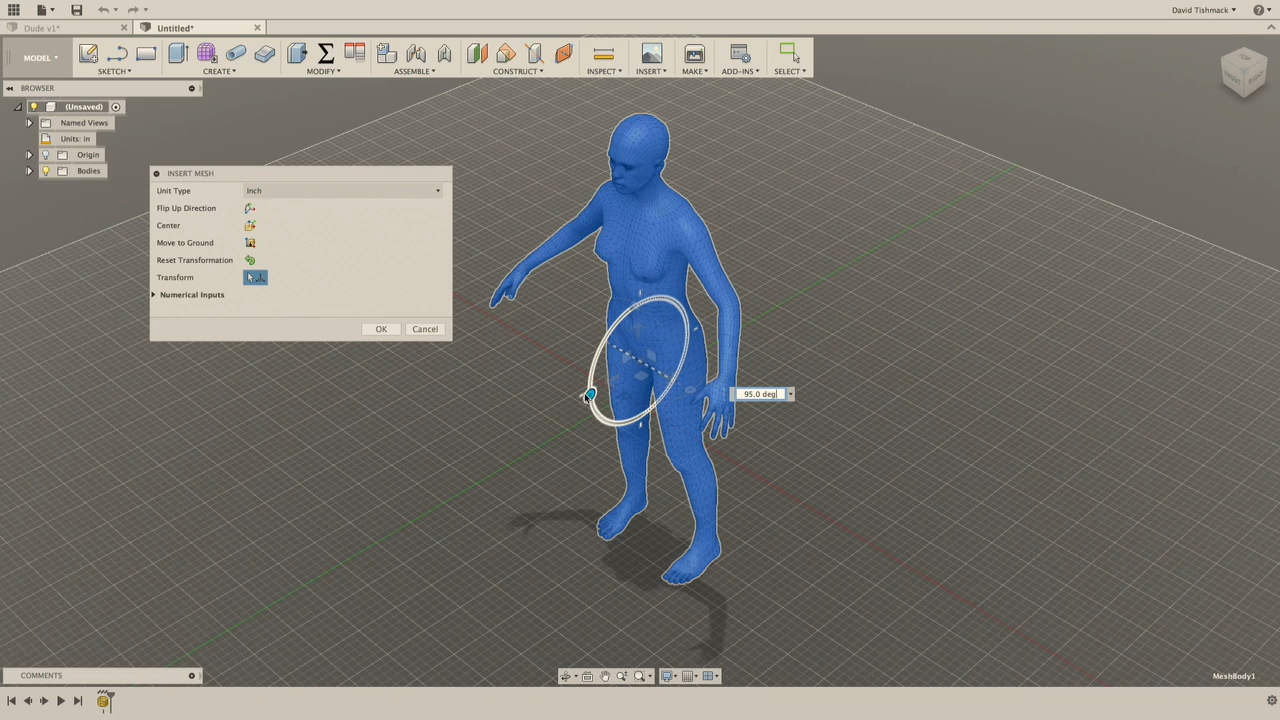 David Tishmack
Dude v1*
Untitled*
MODEL
SKETCH
CREATE
MODIFY
ASSEMBLE
CONSTRUCT
INSPECT
INSERT
MAKE
ADD-INS
SELECT
BROWSER
(Unsaved)
Named Views
Units: in
Origin
Bodies
INSERT MESH
Unit Type
Inch
Flip Up Direction
Center
Move to Ground
Reset Transformation
Transform
Numerical Inputs
OK
Cancel
95.0 deg
COMMENTS
MeshBody1